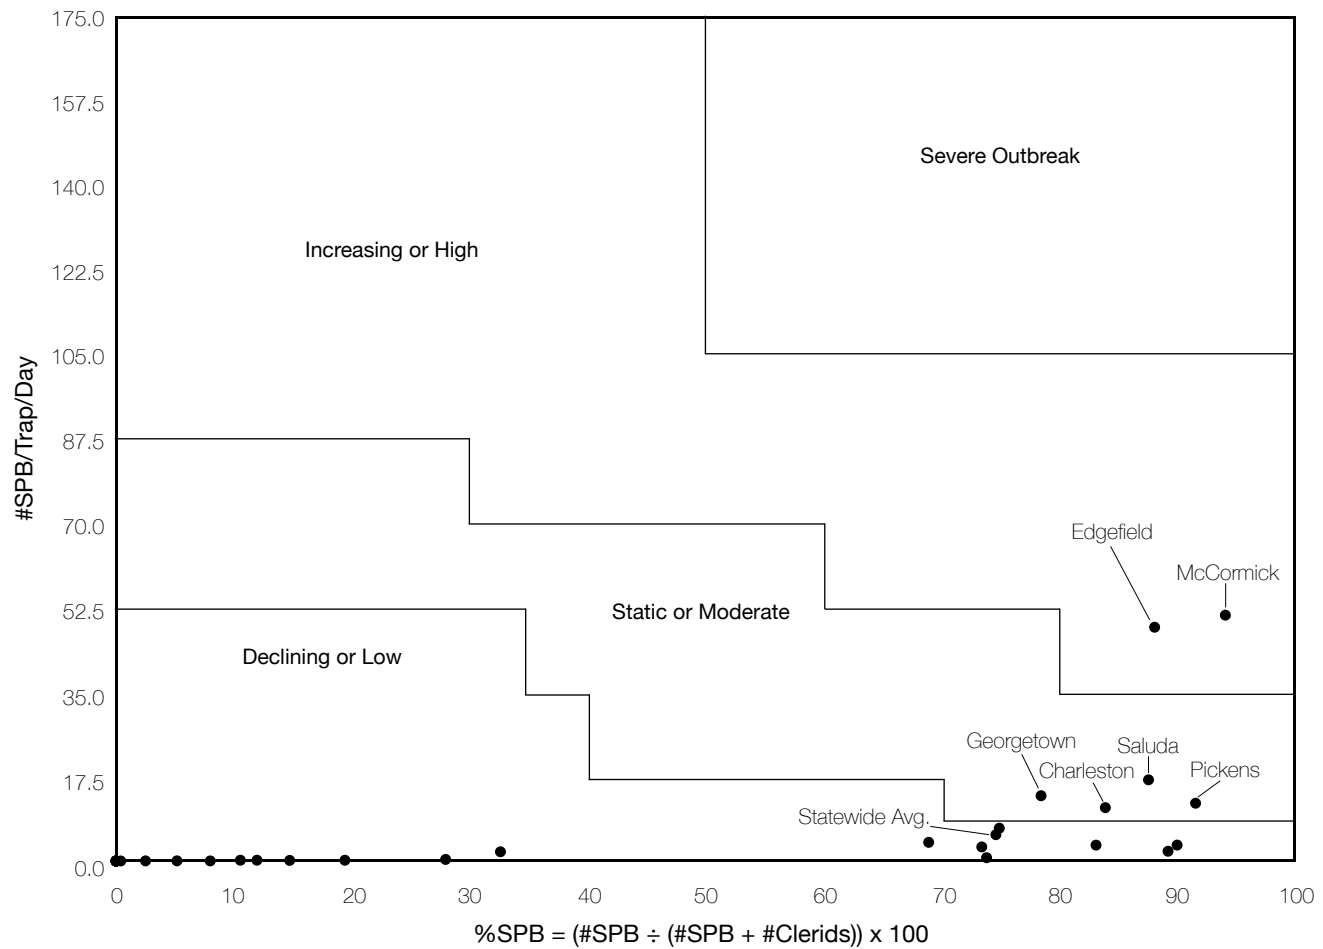 175.0
157.5
Severe Outbreak
140.0
Increasing or High
122.5
105.0
#SPB/Trap/Day
87.5
70.0
Edgefield
McCormick
52.5
Static or Moderate
Declining or Low
35.0
Georgetown
Saluda
Charleston
Pickens
17.5
Statewide Avg.
0.0
0 10 20 30 40 50 60 70 80 90 100
%SPB = (#SPB ÷ (#SPB + #Clerids)) x 100